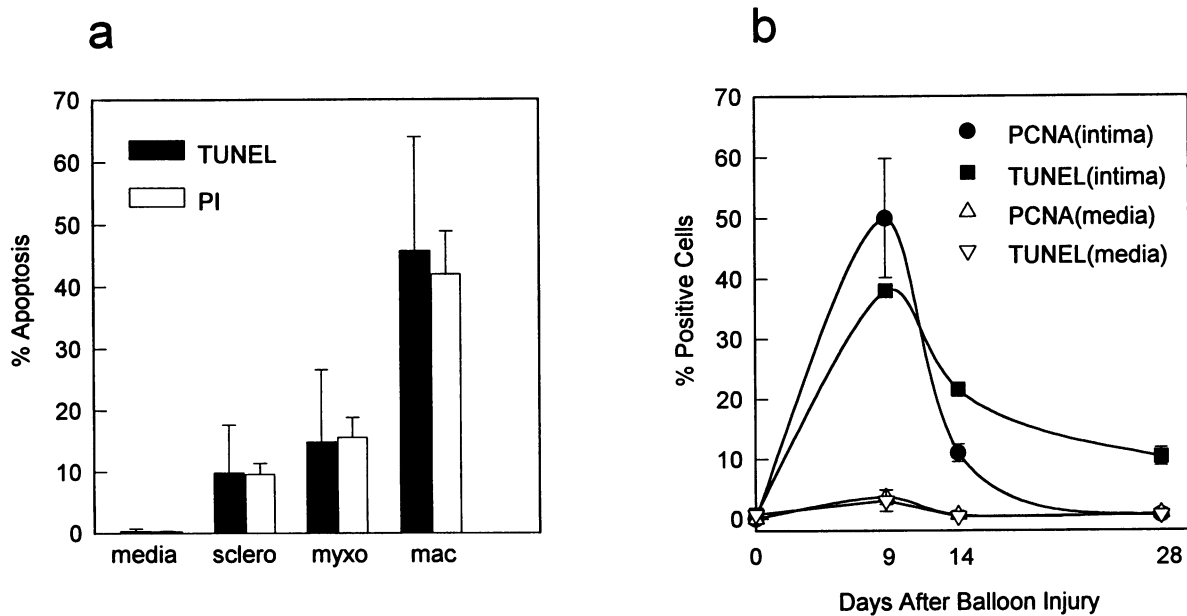 a
70
60
50
40
30
20
10
0
% Apoptosis
TUNEL
PI
media sclero myxo mac
b
70
60
50
40
30
20
10
0
% Positive Cells
PCNA(intima)
TUNEL(intima)
PCNA(media)
TUNEL(media)
0 9 14 28
Days After Balloon Injury